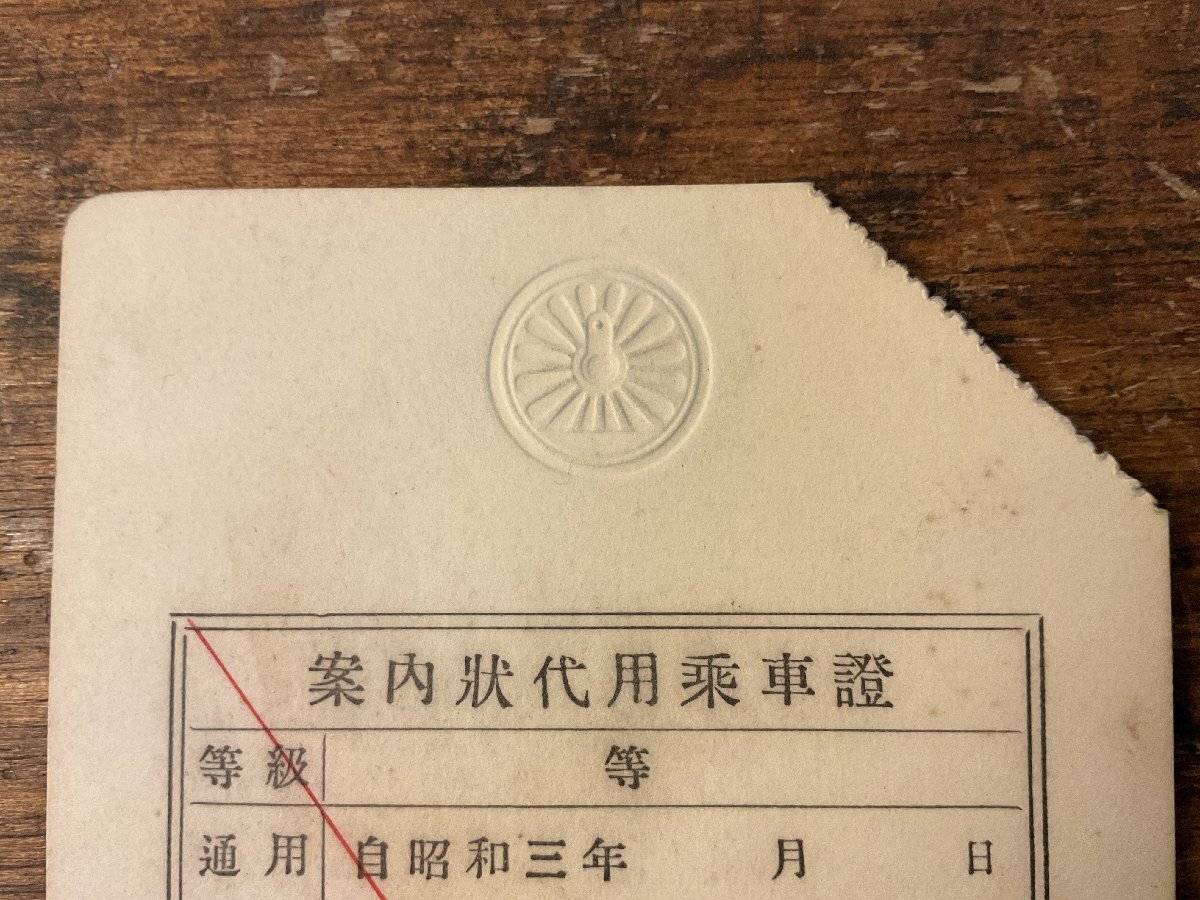 案內狀代用乘車證
等級 等
通用 自昭和三年 月 日